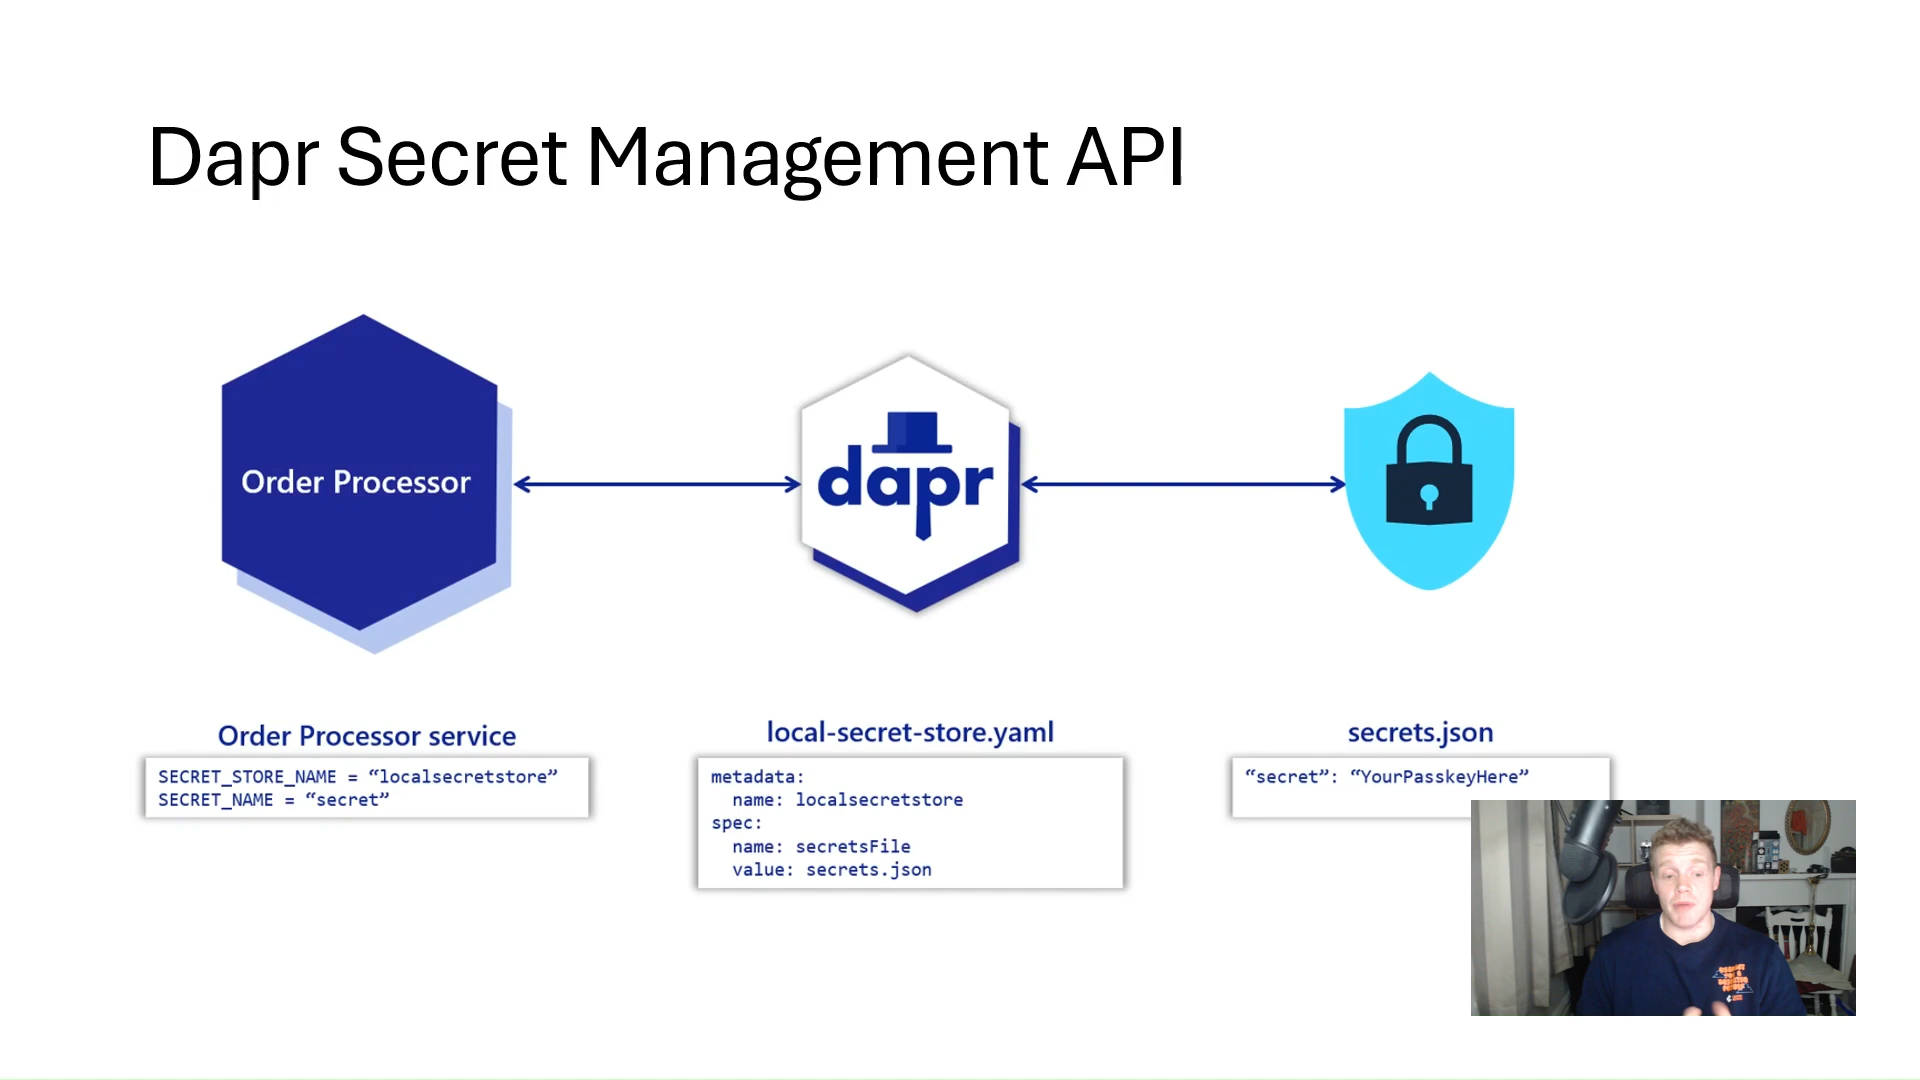 Dapr Secret Management API
Order Processor
dapr
Order Processor service
SECRET_STORE_NAME = “localsecretstore”
SECRET_NAME = “secret”
local-secret-store.yaml
metadata:
name: localsecretstore
spec:
name: secretsFile
value: secrets.json
secrets.json
“secret”: “YourPasskeyHere”